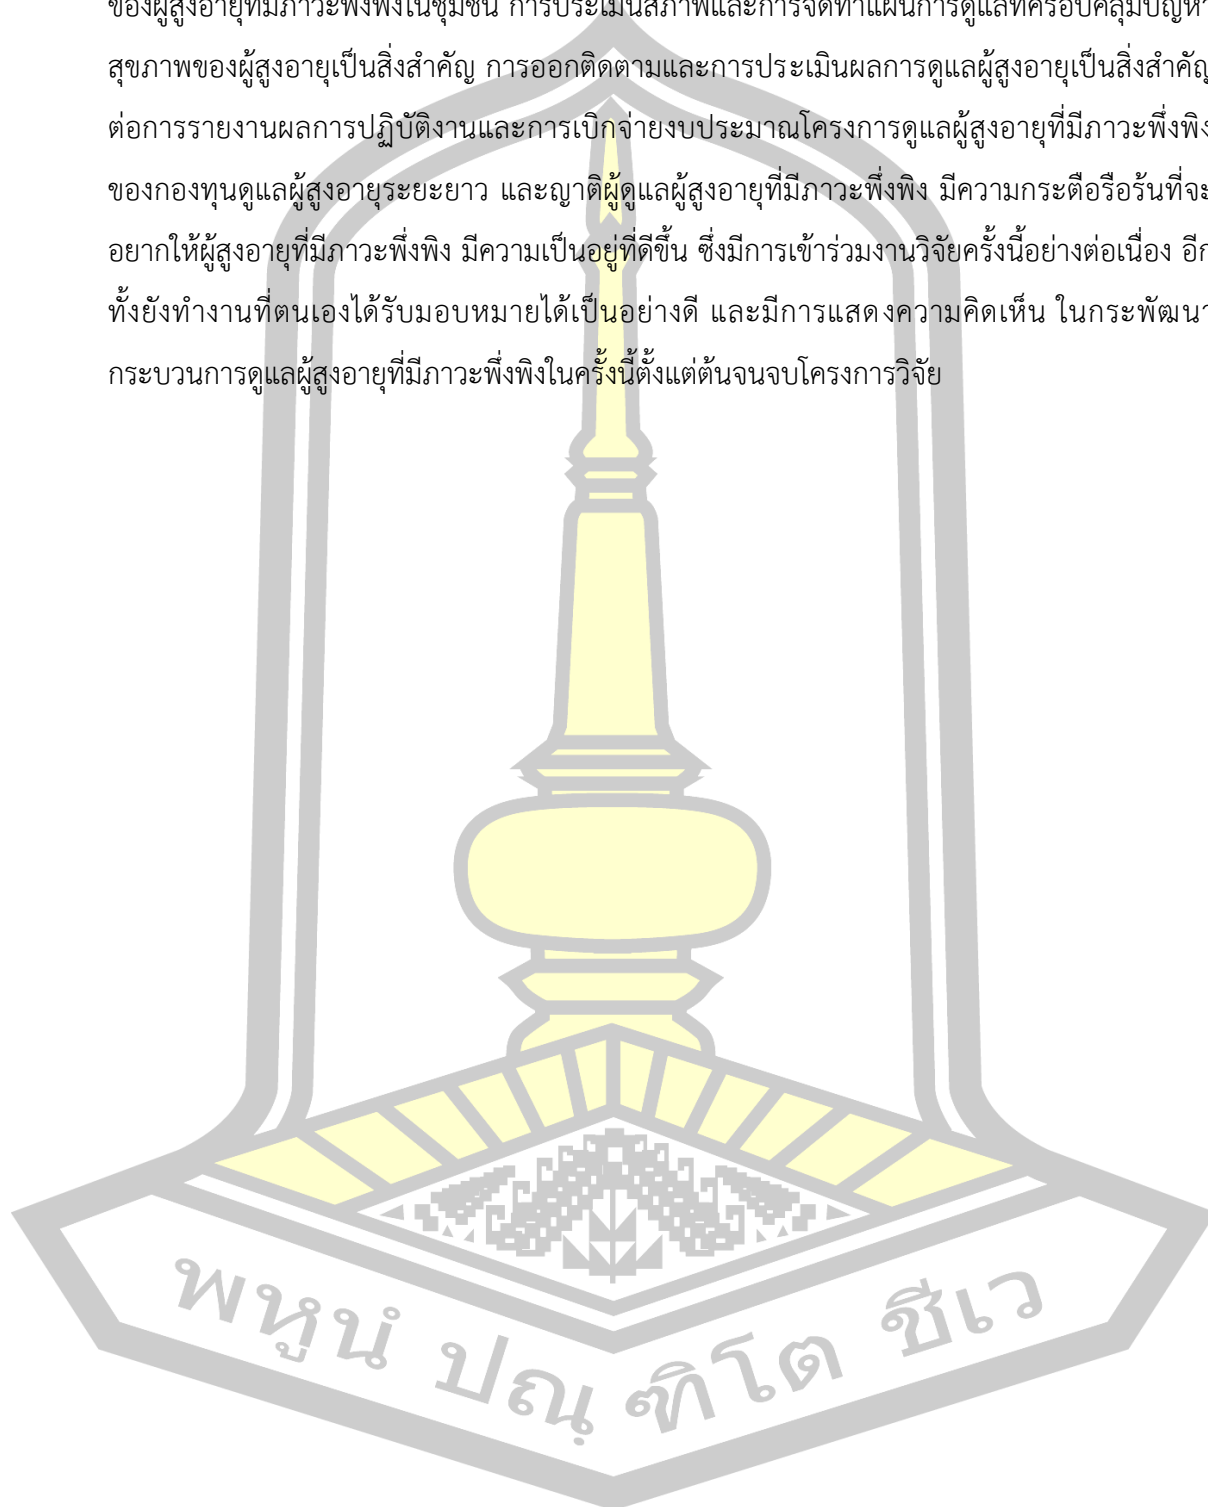 ของผู้สูงอายุที่มีภาวะพึ่งพิงในชุมชน การประเมินสภาพและการจัดทำแผนการดูแลที่ครอบคลุมปัญหา
สุขภาพของผู้สูงอายุเป็นสิ่งสำคัญ การออกติดตามและการประเมินผลการดูแลผู้สูงอายุเป็นสิ่งสำคัญ
ต่อการรายงานผลการปฏิบัติงานและการเบิกจ่ายงบประมาณโครงการดูแลผู้สูงอายุที่มีภาวะพึ่งพิง
ของกองทุนดูแลผู้สูงอายุระยะยาว และญาติผู้ดูแลผู้สูงอายุที่มีภาวะพึ่งพิง มีความกระตือรือร้นที่จะ
อยากให้ผู้สูงอายุที่มีภาวะพึ่งพิง มีความเป็นอยู่ที่ดีขึ้น ซึ่งมีการเข้าร่วมงานวิจัยครั้งนี้อย่างต่อเนื่อง อีก
ทั้งยังทำงานที่ตนเองได้รับมอบหมายได้เป็นอย่างดี และมีการแสดงความคิดเห็น ในกระพัฒนา
กระบวนการดูแลผู้สูงอายุที่มีภาวะพึ่งพิงในครั้งนี้ตั้งแต่ต้นจนจบโครงการวิจัย
พหูนํ ปณฺ ฑิโต ชีเว